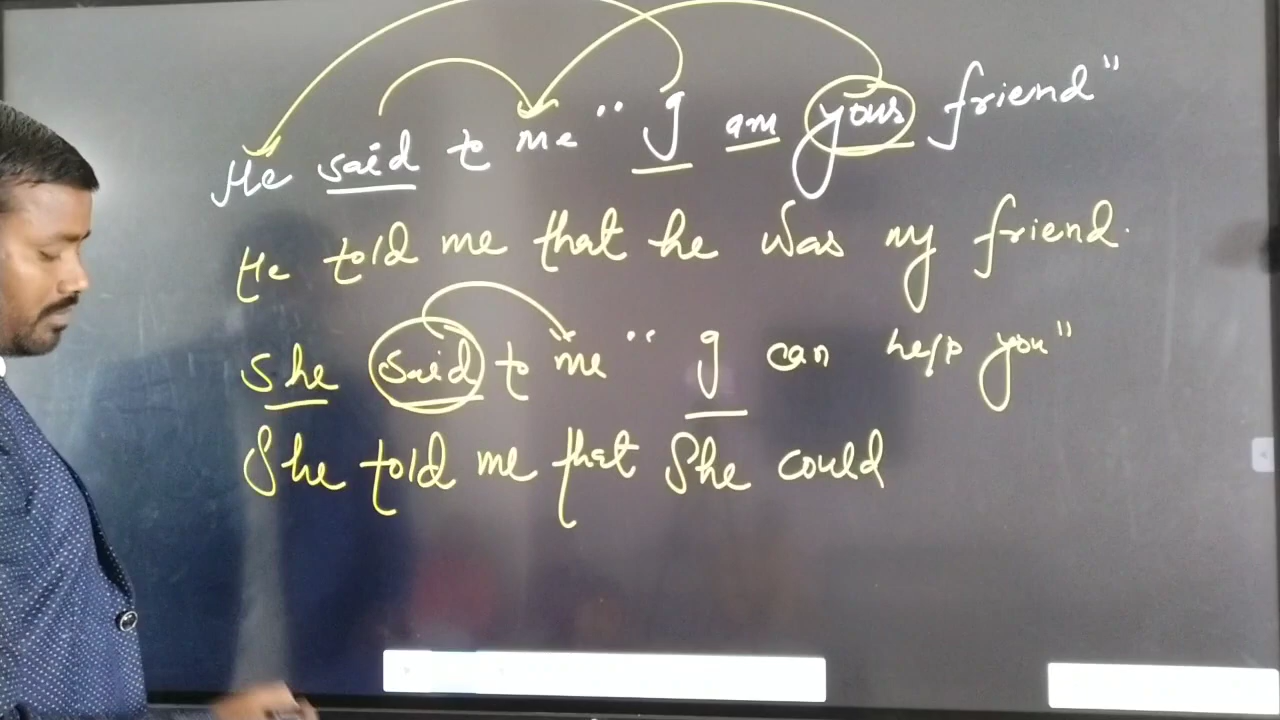 He said to me "I am your friend"
He told me that he was my friend.
She said to me "I can help you"
She told me that She could